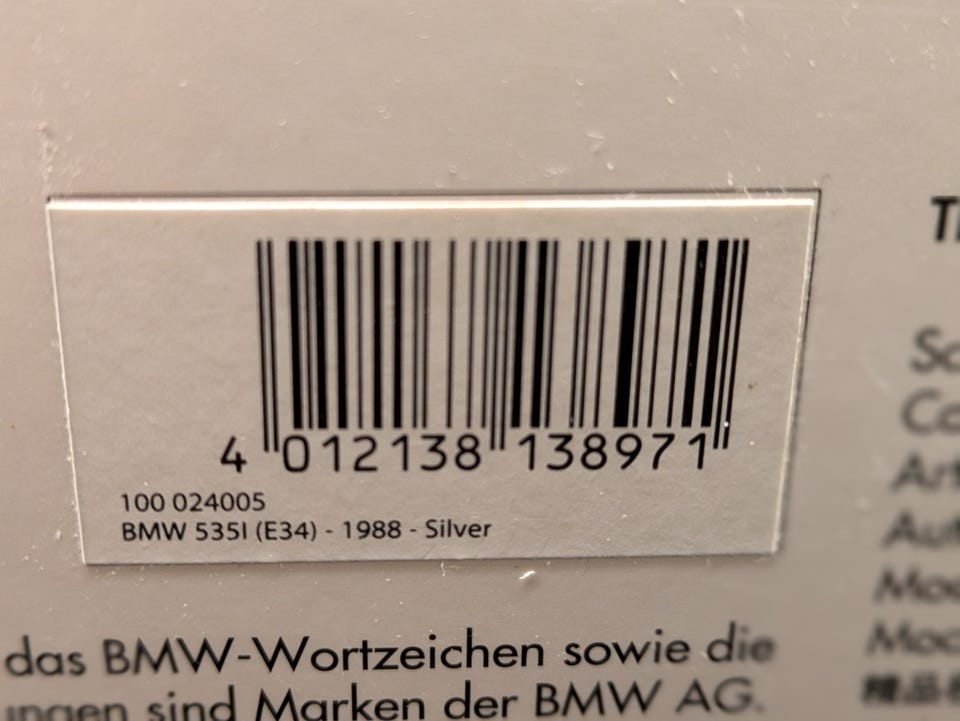 4 012138 138971
100 024005
BMW 535I (E34) - 1988 - Silver
das BMW-Wortzeichen sowie die
ungen sind Marken der BMW AG.